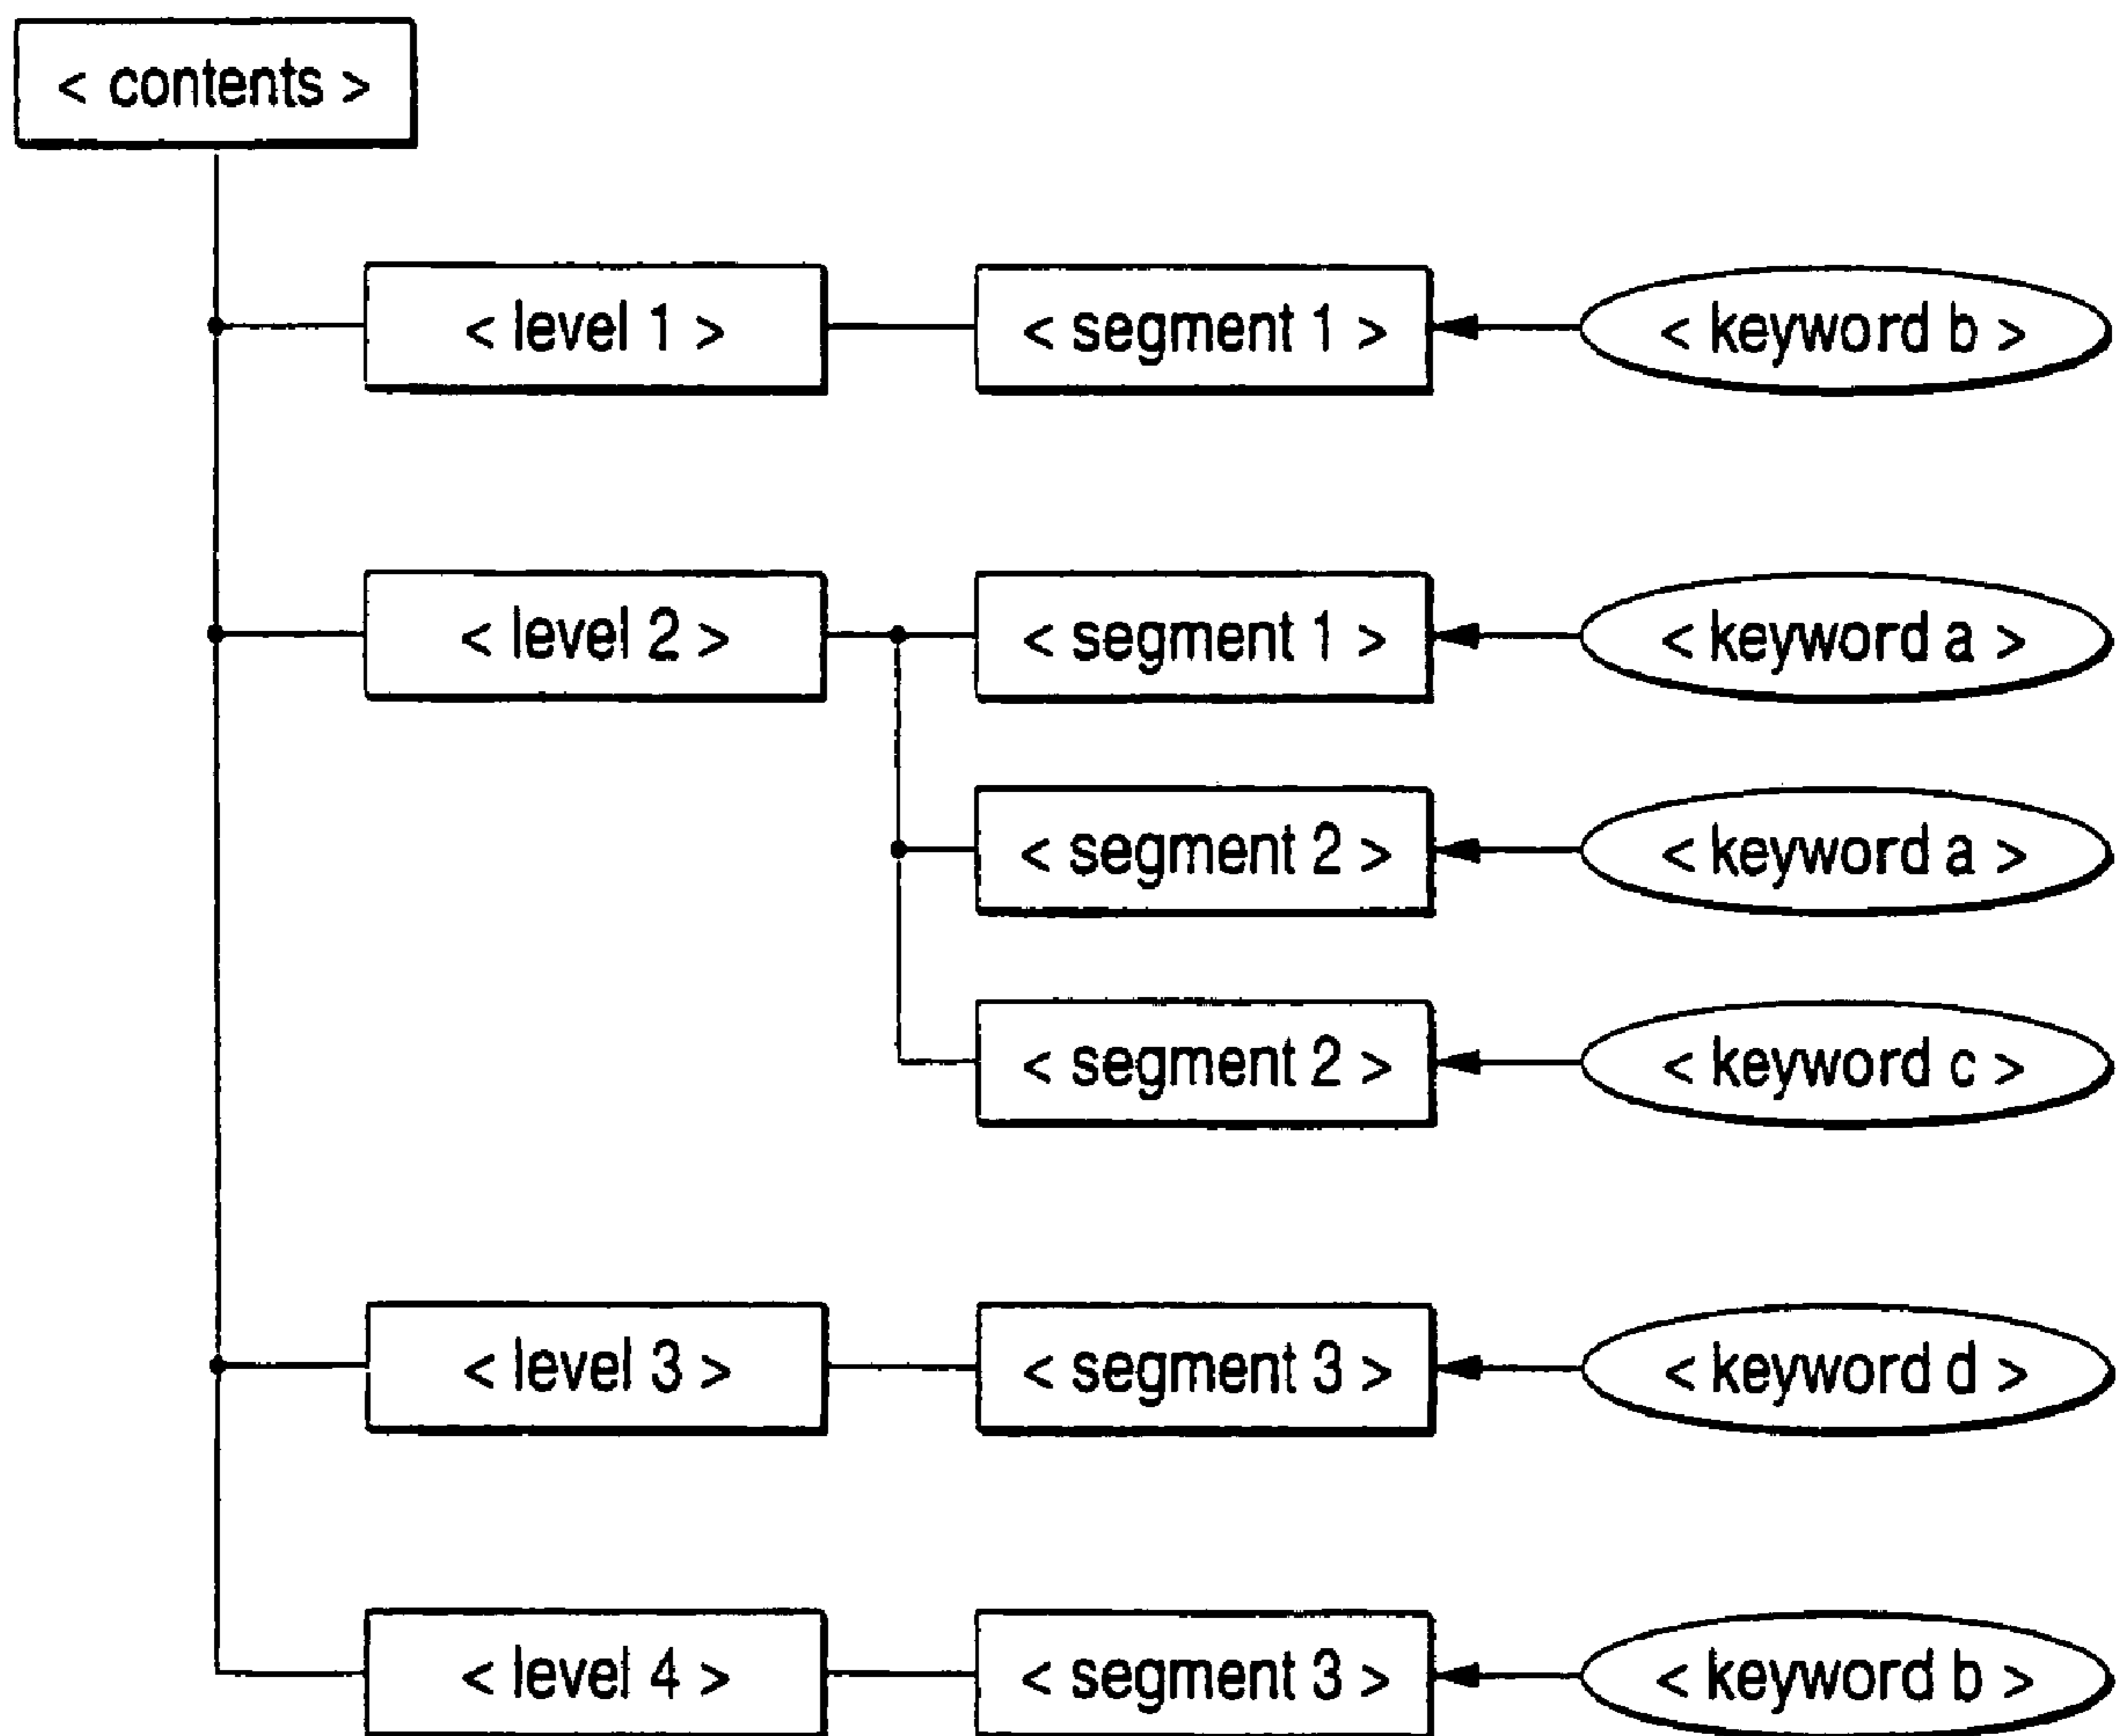 < contents >
< level 1 > < segment 1 > < keyword b >
< level 2 > < segment 1 > < keyword a >
< segment 2 > < keyword a >
< segment 2 > < keyword c >
< level 3 > < segment 3 > < keyword d >
< level 4 > < segment 3 > < keyword b >